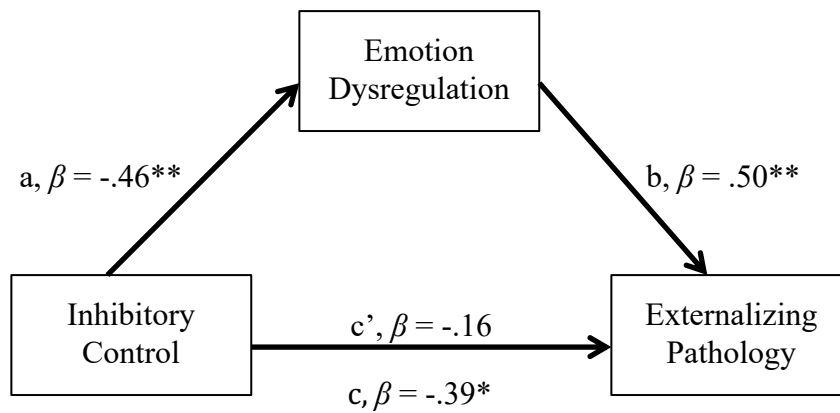 Emotion
Dysregulation
a, β = -.46**
b, β = .50**
Inhibitory
Control
c’, β = -.16
c, β = -.39*
Externalizing
Pathology